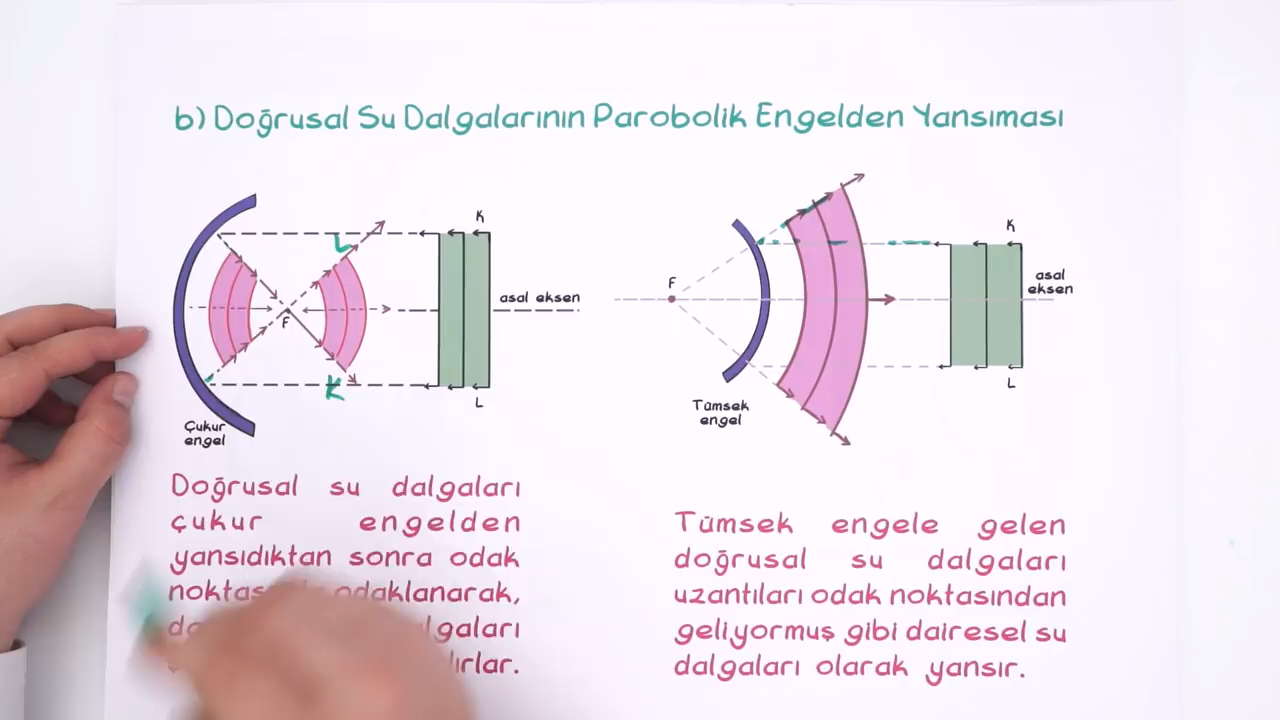 b) Doğrusal Su Dalgalarının Parobolik Engelden Yansıması
K
L
F
asal eksen
K
L
Çukur
engel
K
F
asal
eksen
L
Tümsek
engel
Doğrusal su dalgaları
çukur engelden
yansıdıktan sonra odak
odaklanarak,
Tümsek engele gelen
doğrusal su dalgaları
uzantıları odak noktasından
geliyormuş gibi dairesel su
dalgaları olarak yansır.